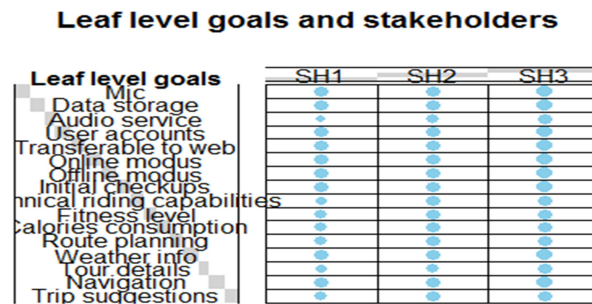 Leaf level goals and stakeholders
Leaf level goals SH1 SH2 SH3
Mic
Data storage
Audio service
User accounts
Transferable to web
Online modus
Offline modus
Initial checkups
hnical riding capabilities
Fitness level
Calories consumption
Route planning
Weather info
Tour details
Navigation
Trip suggestions